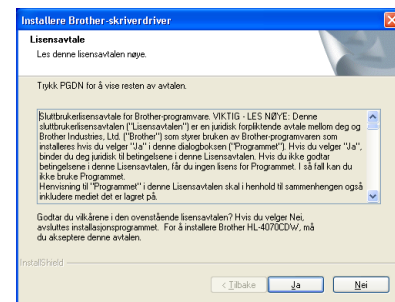 Installere Brother-skriverdriver
Lisensavtale
Les denne lisensavtalen nøye.
Trykk PGDN for å vise resten av avtalen.
Sluttbrukerlisensavtale for Brother-programvare. VIKTIG - LES NØYE: Denne
sluttbrukerlisensavtalen ("Lisensavtalen") er en juridisk forpliktende avtale mellom deg og
Brother Industries, Ltd. ("Brother") som styrer bruken av Brother-programvaren som
installeres hvis du velger "Ja" i denne dialogboksen ("Programmet"). Hvis du velger "Ja",
binder du deg juridisk til betingelsene i denne Lisensavtalen. Hvis du ikke godtar
betingelsene i denne Lisensavtalen, får du ingen lisens for Programmet. I så fall kan du
ikke bruke Programmet.
Henvisning til "Programmet" i denne Lisensavtalen skal i henhold til sammenhengen også
inkludere mediet det er lagret på.
Godtar du vilkårene i den ovenstående lisensavtalen? Hvis du velger Nei,
avsluttes installasjonsprogrammet. For å installere Brother HL-4070CDW, må
du akseptere denne avtalen.
InstallShield
< Tilbake
Ja
Nei